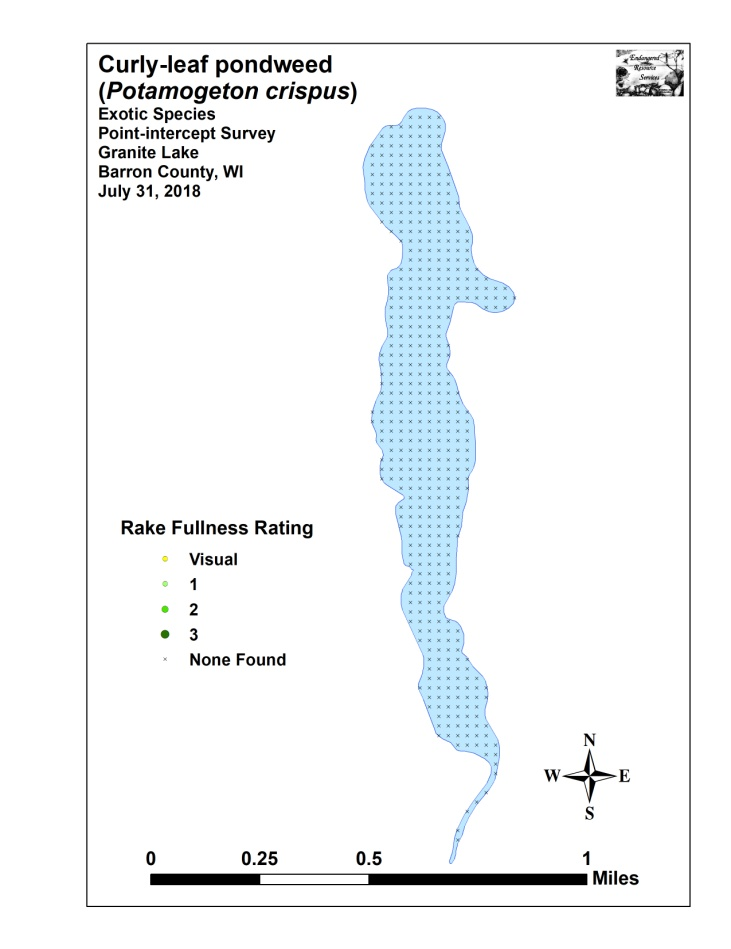 Curly-leaf pondweed
(Potamogeton crispus)
Exotic Species
Point-intercept Survey
Granite Lake
Barron County, WI
July 31, 2018
Endangered
Resource
Services
Rake Fullness Rating
Visual
1
2
3
None Found
N
W E
S
0 0.25 0.5 1
Miles